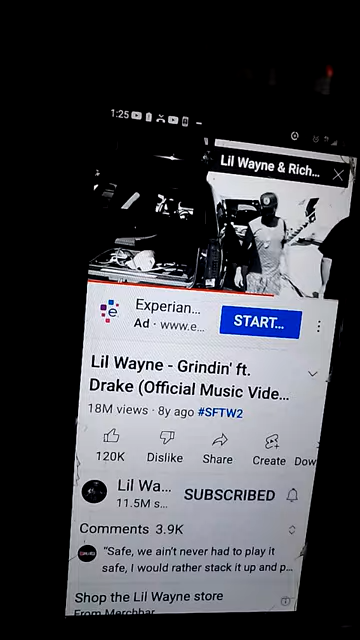 1:25
Lil Wayne & Rich...
Experian...
Ad · www.e...
START...
Lil Wayne - Grindin' ft.
Drake (Official Music Vide...
18M views · 8y ago #SFTW2
120K Dislike Share Create Dow
Lil Wa...
11.5M s...
SUBSCRIBED
Comments 3.9K
"Safe, we ain't never had to play it
safe, I would rather stack it up and p...
Shop the Lil Wayne store
From Merchbar